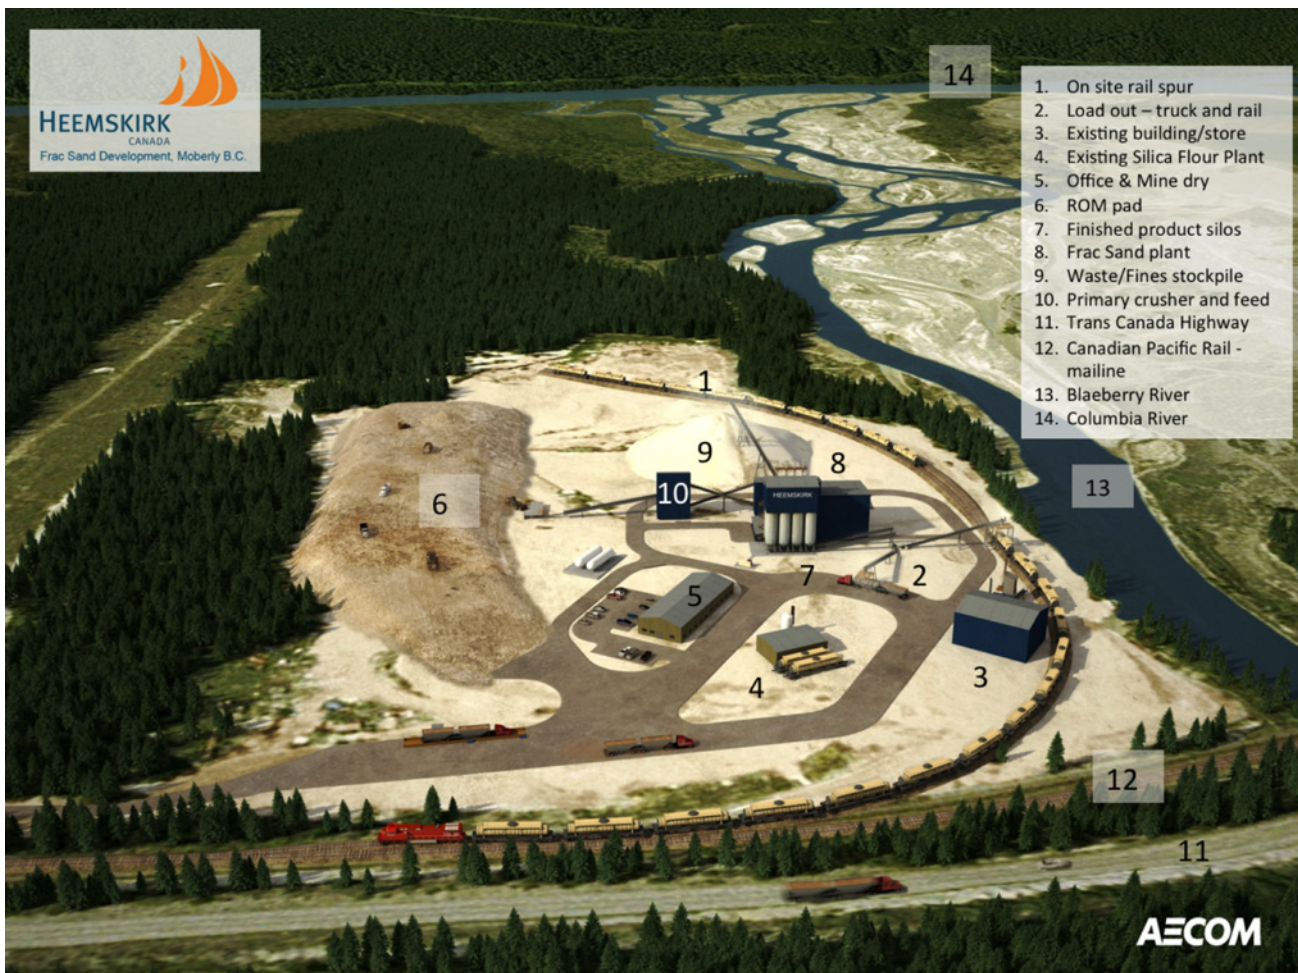 HEEMSKIRK
CANADA
Frac Sand Development, Moberly B.C.
14
1. On site rail spur
2. Load out – truck and rail
3. Existing building/store
4. Existing Silica Flour Plant
5. Office & Mine dry
6. ROM pad
7. Finished product silos
8. Frac Sand plant
9. Waste/Fines stockpile
10. Primary crusher and feed
11. Trans Canada Highway
12. Canadian Pacific Rail -
mailine
13. Blaeberry River
14. Columbia River
1
9
8
6
10
HEEMSKIRK
13
7
2
5
4
3
12
11
AECOM